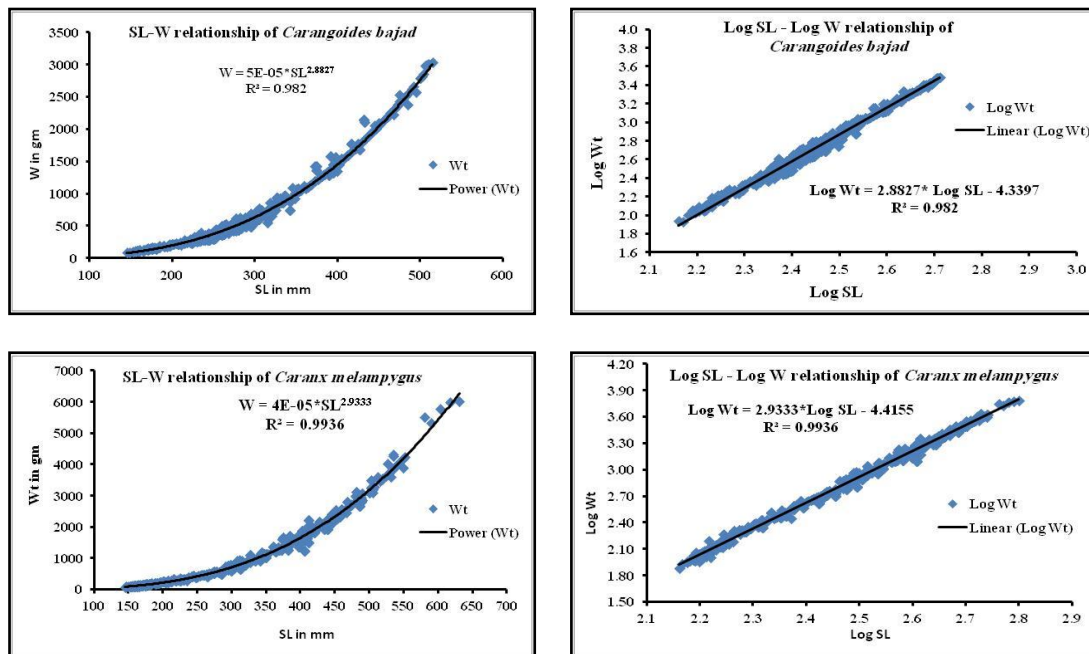 SL-W relationship of Carangoides bajad
W = 5E-05*SL^2.8827
R² = 0.982
3500
3000
2500
2000
1500
1000
500
0
W in gm
Wt
Power (Wt)
100 200 300 400 500 600
SL in mm
Log SL - Log W relationship of
Carangoides bajad
4.0
3.8
3.6
3.4
3.2
3.0
2.8
2.6
2.4
2.2
2.0
1.8
1.6
Log Wt
Log Wt
Linear (Log Wt)
Log Wt = 2.8827* Log SL - 4.3397
R² = 0.982
2.1 2.2 2.3 2.4 2.5 2.6 2.7 2.8 2.9 3.0
Log SL
SL-W relationship of Caranx melampygus
W = 4E-05*SL^2.9333
R² = 0.9936
7000
6000
5000
4000
3000
2000
1000
0
Wt in gm
Wt
Power (Wt)
100 150 200 250 300 350 400 450 500 550 600 650 700
SL in mm
Log SL - Log W relationship of Caranx melampygus
Log Wt = 2.9333*Log SL - 4.4155
R² = 0.9936
4.20
3.90
3.60
3.30
3.00
2.70
2.40
2.10
1.80
1.50
Log Wt
Log Wt
Linear (Log Wt)
2.1 2.2 2.3 2.4 2.5 2.6 2.7 2.8 2.9
Log SL